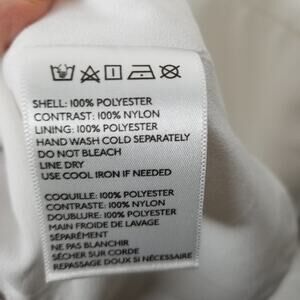 SHELL: 100% POLYESTER
CONTRAST: 100% NYLON
LINING: 100% POLYESTER
HAND WASH COLD SEPARATELY
DO NOT BLEACH
LINE DRY
USE COOL IRON IF NEEDED
COQUILLE: 100% POLYESTER
CONTRASTE: 100% NYLON
DOUBLURE: 100% POLYESTER
MAIN FROIDE DE LAVAGE
SÉPARÉMENT
NE PAS BLANCHIR
SÉCHER SUR CORDE
REPASSAGE DOUX SI NÉCESSAIRE